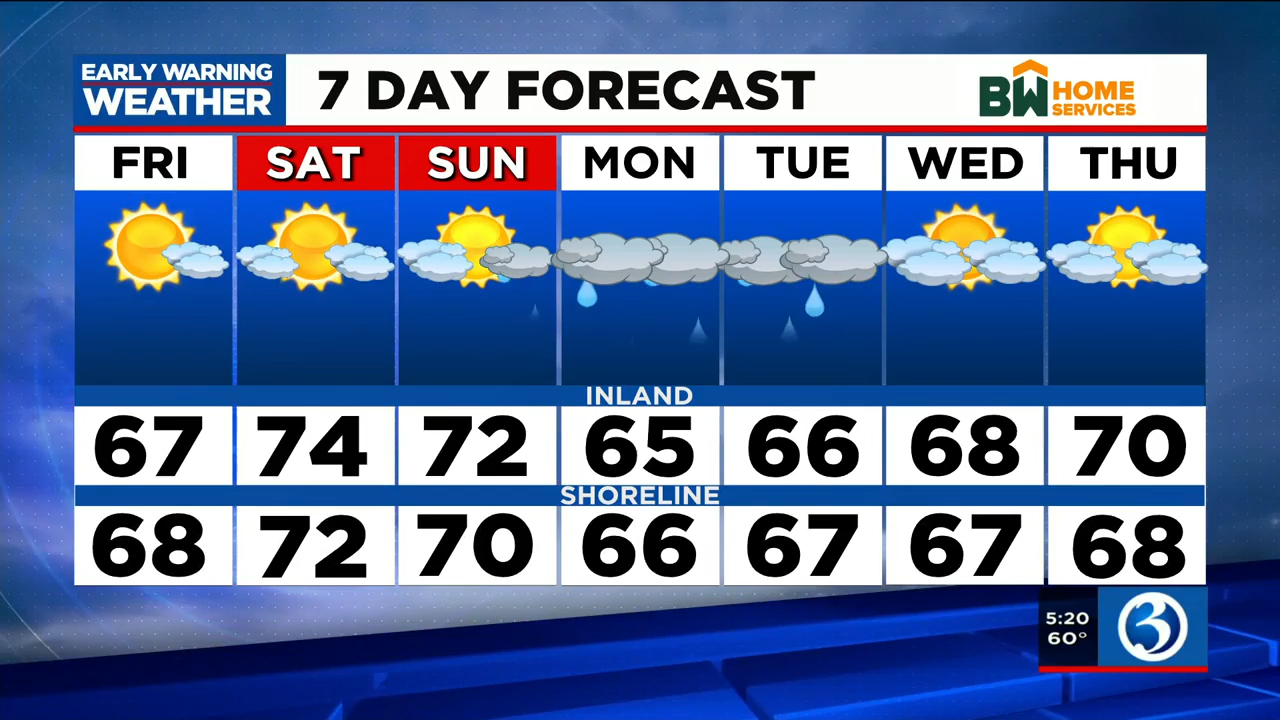 EARLY WARNING
WEATHER
7 DAY FORECAST
BW HOME
SERVICES
FRI SAT SUN MON TUE WED THU
INLAND
67 74 72 65 66 68 70
SHORELINE
68 72 70 66 67 67 68
5:20
60°
3